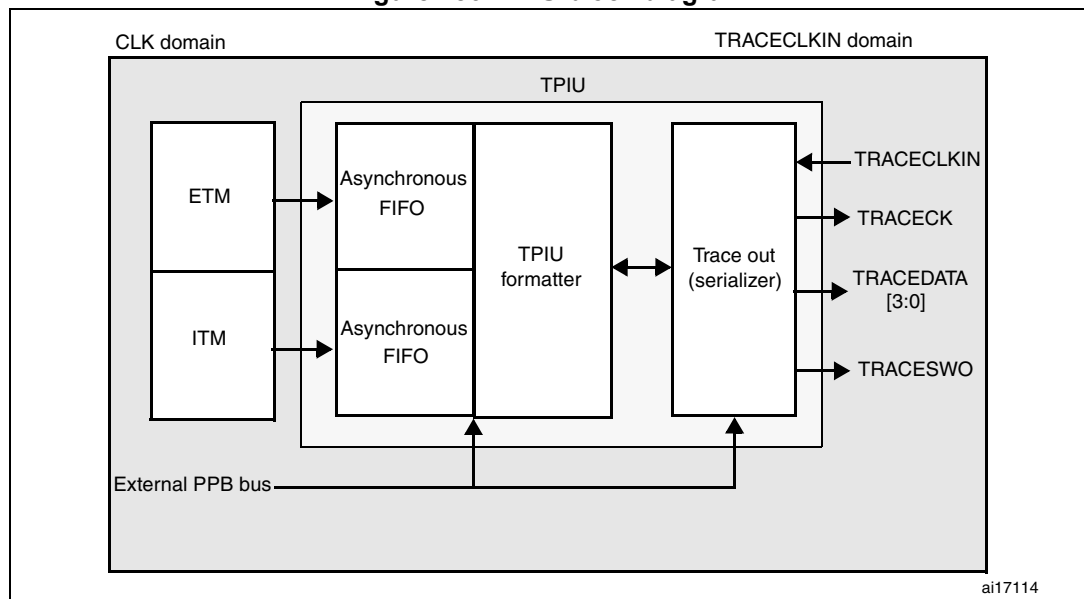 CLK domain
TRACECLKIN domain
TPIU
ETM
Asynchronous
FIFO
TPIU
formatter
Trace out
(serializer)
TRACECLKIN
TRACECK
TRACEDATA
[3:0]
ITM
Asynchronous
FIFO
TRACESWO
External PPB bus
ai17114